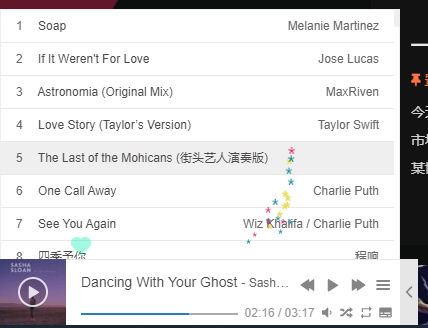 1 Soap Melanie Martinez
2 If It Weren't For Love Jose Lucas
3 Astronomia (Original Mix) MaxRiven
4 Love Story (Taylor’s Version) Taylor Swift
5 The Last of the Mohicans (街头艺人演奏版)
6 One Call Away Charlie Puth
7 See You Again Wiz Khalifa / Charlie Puth
8 四季予你 程响
SASHA
SLOAN
Dancing With Your Ghost - Sash…
02:16 / 03:17
今天
市场